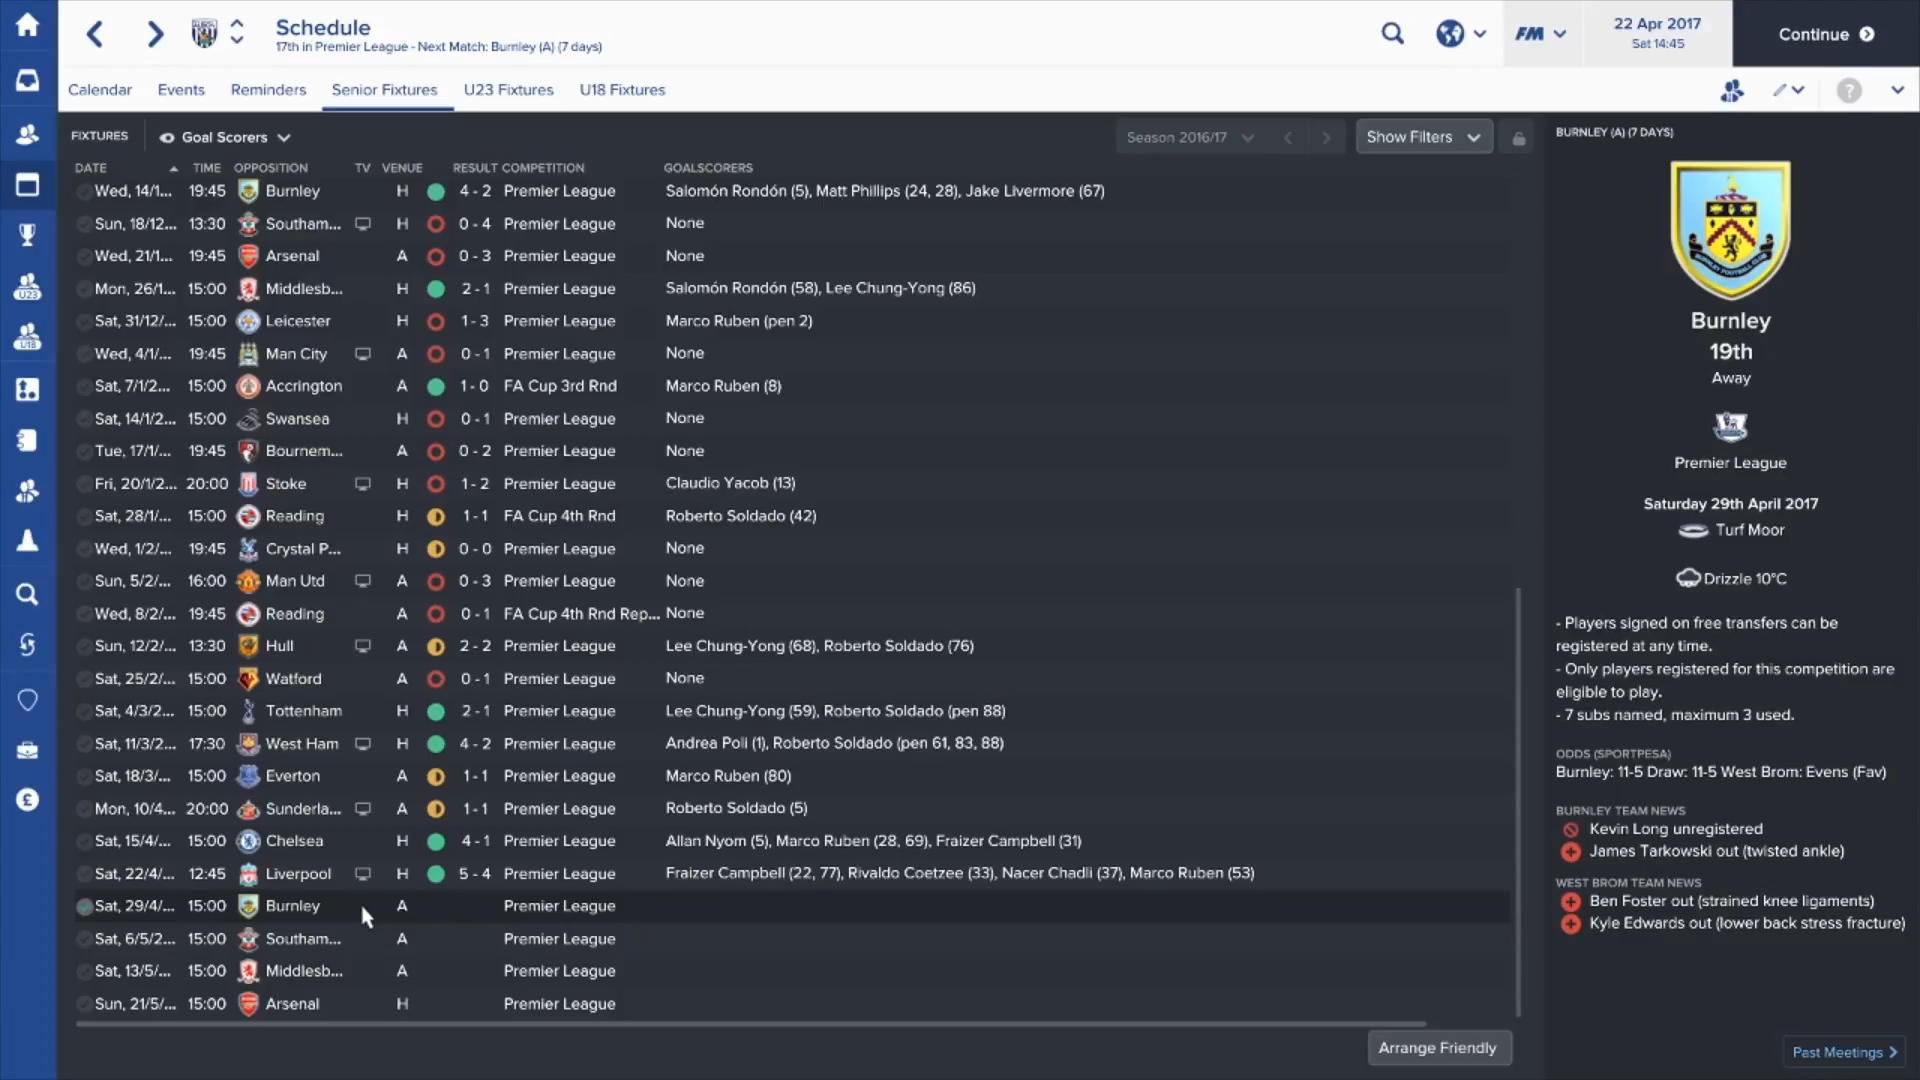 Schedule
17th in Premier League - Next Match: Burnley (A) (7 days)
FM
22 Apr 2017
Sat 14:45
Continue
Calendar Events Reminders Senior Fixtures U23 Fixtures U18 Fixtures
?
FIXTURES Goal Scorers Season 2016/17 Show Filters
DATE TIME OPPOSITION TV VENUE RESULT COMPETITION GOALSCORERS
Wed, 14/1... 19:45 Burnley H 4 - 2 Premier League Salomón Rondón (5), Matt Phillips (24, 28), Jake Livermore (67)
Sun, 18/12... 13:30 Southam... H 0 - 4 Premier League None
Wed, 21/1... 19:45 Arsenal A 0 - 3 Premier League None
Mon, 26/1... 15:00 Middlesb... H 2 - 1 Premier League Salomón Rondón (58), Lee Chung-Yong (86)
Sat, 31/12/... 15:00 Leicester H 1 - 3 Premier League Marco Ruben (pen 2)
Wed, 4/1/... 19:45 Man City A 0 - 1 Premier League None
Sat, 7/1/2... 15:00 Accrington A 1 - 0 FA Cup 3rd Rnd Marco Ruben (8)
Sat, 14/1/2... 15:00 Swansea H 0 - 1 Premier League None
Tue, 17/1/... 19:45 Bournem... A 0 - 2 Premier League None
Fri, 20/1/2... 20:00 Stoke H 1 - 2 Premier League Claudio Yacob (13)
Sat, 28/1/... 15:00 Reading H 1 - 1 FA Cup 4th Rnd Roberto Soldado (42)
Wed, 1/2/... 19:45 Crystal P... H 0 - 0 Premier League None
Sun, 5/2/... 16:00 Man Utd A 0 - 3 Premier League None
Wed, 8/2/... 19:45 Reading A 0 - 1 FA Cup 4th Rnd Rep... None
Sun, 12/2/... 13:30 Hull A 2 - 2 Premier League Lee Chung-Yong (68), Roberto Soldado (76)
Sat, 25/2/... 15:00 Watford A 0 - 1 Premier League None
Sat, 4/3/2... 15:00 Tottenham H 2 - 1 Premier League Lee Chung-Yong (59), Roberto Soldado (pen 88)
Sat, 11/3/2... 17:30 West Ham H 4 - 2 Premier League Andrea Poli (1), Roberto Soldado (pen 61, 83, 88)
Sat, 18/3/... 15:00 Everton A 1 - 1 Premier League Marco Ruben (80)
Mon, 10/4... 20:00 Sunderla... A 1 - 1 Premier League Roberto Soldado (5)
Sat, 15/4/... 15:00 Chelsea H 4 - 1 Premier League Allan Nyom (5), Marco Ruben (28, 69), Fraizer Campbell (31)
Sat, 22/4/... 12:45 Liverpool H 5 - 4 Premier League Fraizer Campbell (22, 77), Rivaldo Coetzee (33), Nacer Chadli (37), Marco Ruben (53)
Sat, 29/4/... 15:00 Burnley A Premier League
Sat, 6/5/2... 15:00 Southam... A Premier League
Sat, 13/5/... 15:00 Middlesb... A Premier League
Sun, 21/5/... 15:00 Arsenal H Premier League
Arrange Friendly
U23
U18
£
BURNLEY (A) (7 DAYS)
Burnley
19th
Away
Premier League
Saturday 29th April 2017
Turf Moor
Drizzle 10°C
- Players signed on free transfers can be
registered at any time.
- Only players registered for this competition are
eligible to play.
- 7 subs named, maximum 3 used.
ODDS (SPORTPESA)
Burnley: 11-5 Draw: 11-5 West Brom: Evens (Fav)
BURNLEY TEAM NEWS
Kevin Long unregistered
James Tarkowski out (twisted ankle)
WEST BROM TEAM NEWS
Ben Foster out (strained knee ligaments)
Kyle Edwards out (lower back stress fracture)
Past Meetings